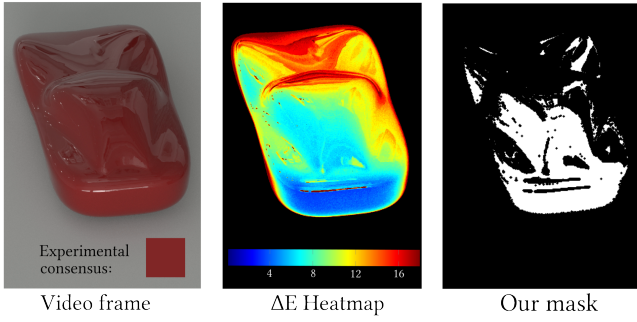 Experimental
consensus:
4 8 12 16
Video frame
ΔE Heatmap
Our mask